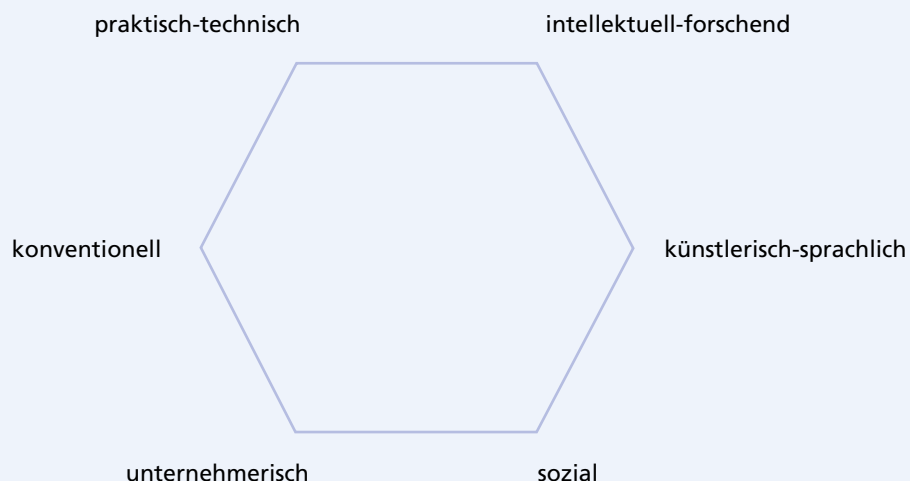 praktisch-technisch intellektuell-forschend
konventionell künstlerisch-sprachlich
unternehmerisch sozial